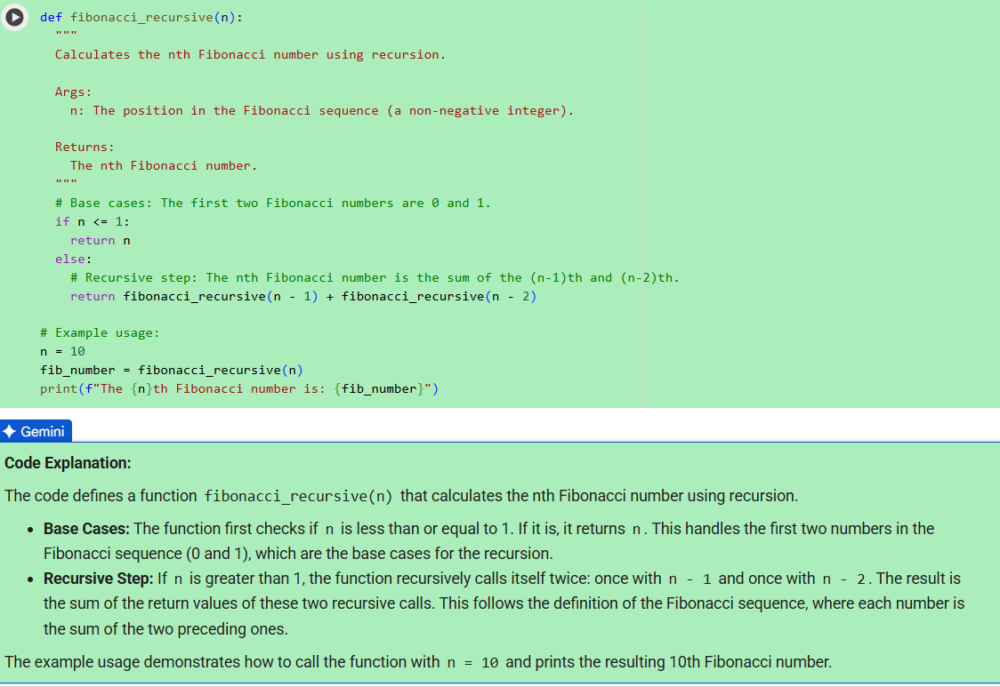 def fibonacci_recursive(n):
"""
Calculates the nth Fibonacci number using recursion.
Args:
n: The position in the Fibonacci sequence (a non-negative integer).
Returns:
The nth Fibonacci number.
"""
# Base cases: The first two Fibonacci numbers are 0 and 1.
if n <= 1:
return n
else:
# Recursive step: The nth Fibonacci number is the sum of the (n-1)th and (n-2)th.
return fibonacci_recursive(n - 1) + fibonacci_recursive(n - 2)
# Example usage:
n = 10
fib_number = fibonacci_recursive(n)
print(f"The {n}th Fibonacci number is: {fib_number}")
Gemini
Code Explanation:
The code defines a function fibonacci_recursive(n) that calculates the nth Fibonacci number using recursion.
• Base Cases: The function first checks if n is less than or equal to 1. If it is, it returns n. This handles the first two numbers in the
Fibonacci sequence (0 and 1), which are the base cases for the recursion.
• Recursive Step: If n is greater than 1, the function recursively calls itself twice: once with n - 1 and once with n - 2. The result is
the sum of the return values of these two recursive calls. This follows the definition of the Fibonacci sequence, where each number is
the sum of the two preceding ones.
The example usage demonstrates how to call the function with n = 10 and prints the resulting 10th Fibonacci number.